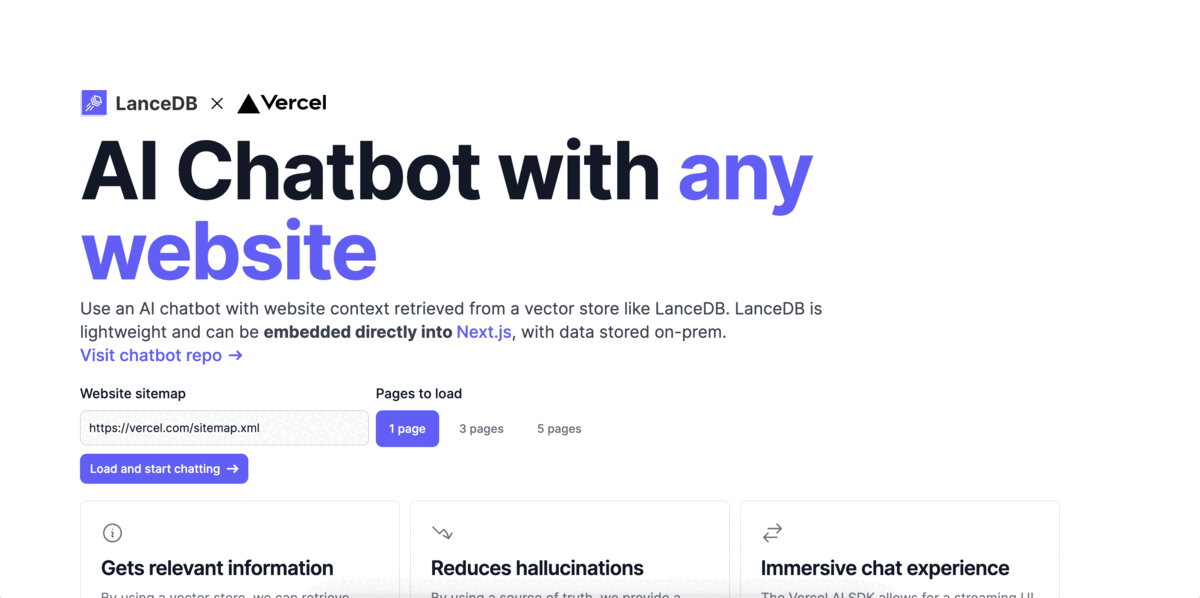 LanceDB × Vercel
AI Chatbot with any
website
Use an AI chatbot with website context retrieved from a vector store like LanceDB. LanceDB is
lightweight and can be embedded directly into Next.js, with data stored on-prem.
Visit chatbot repo →
Website sitemap Pages to load
https://vercel.com/sitemap.xml 1 page 3 pages 5 pages
Load and start chatting →
Gets relevant information Reduces hallucinations Immersive chat experience
By using a vector store, we can retrieve By using a source of truth, we provide a The Vercel AI SDK allows for a streaming UI